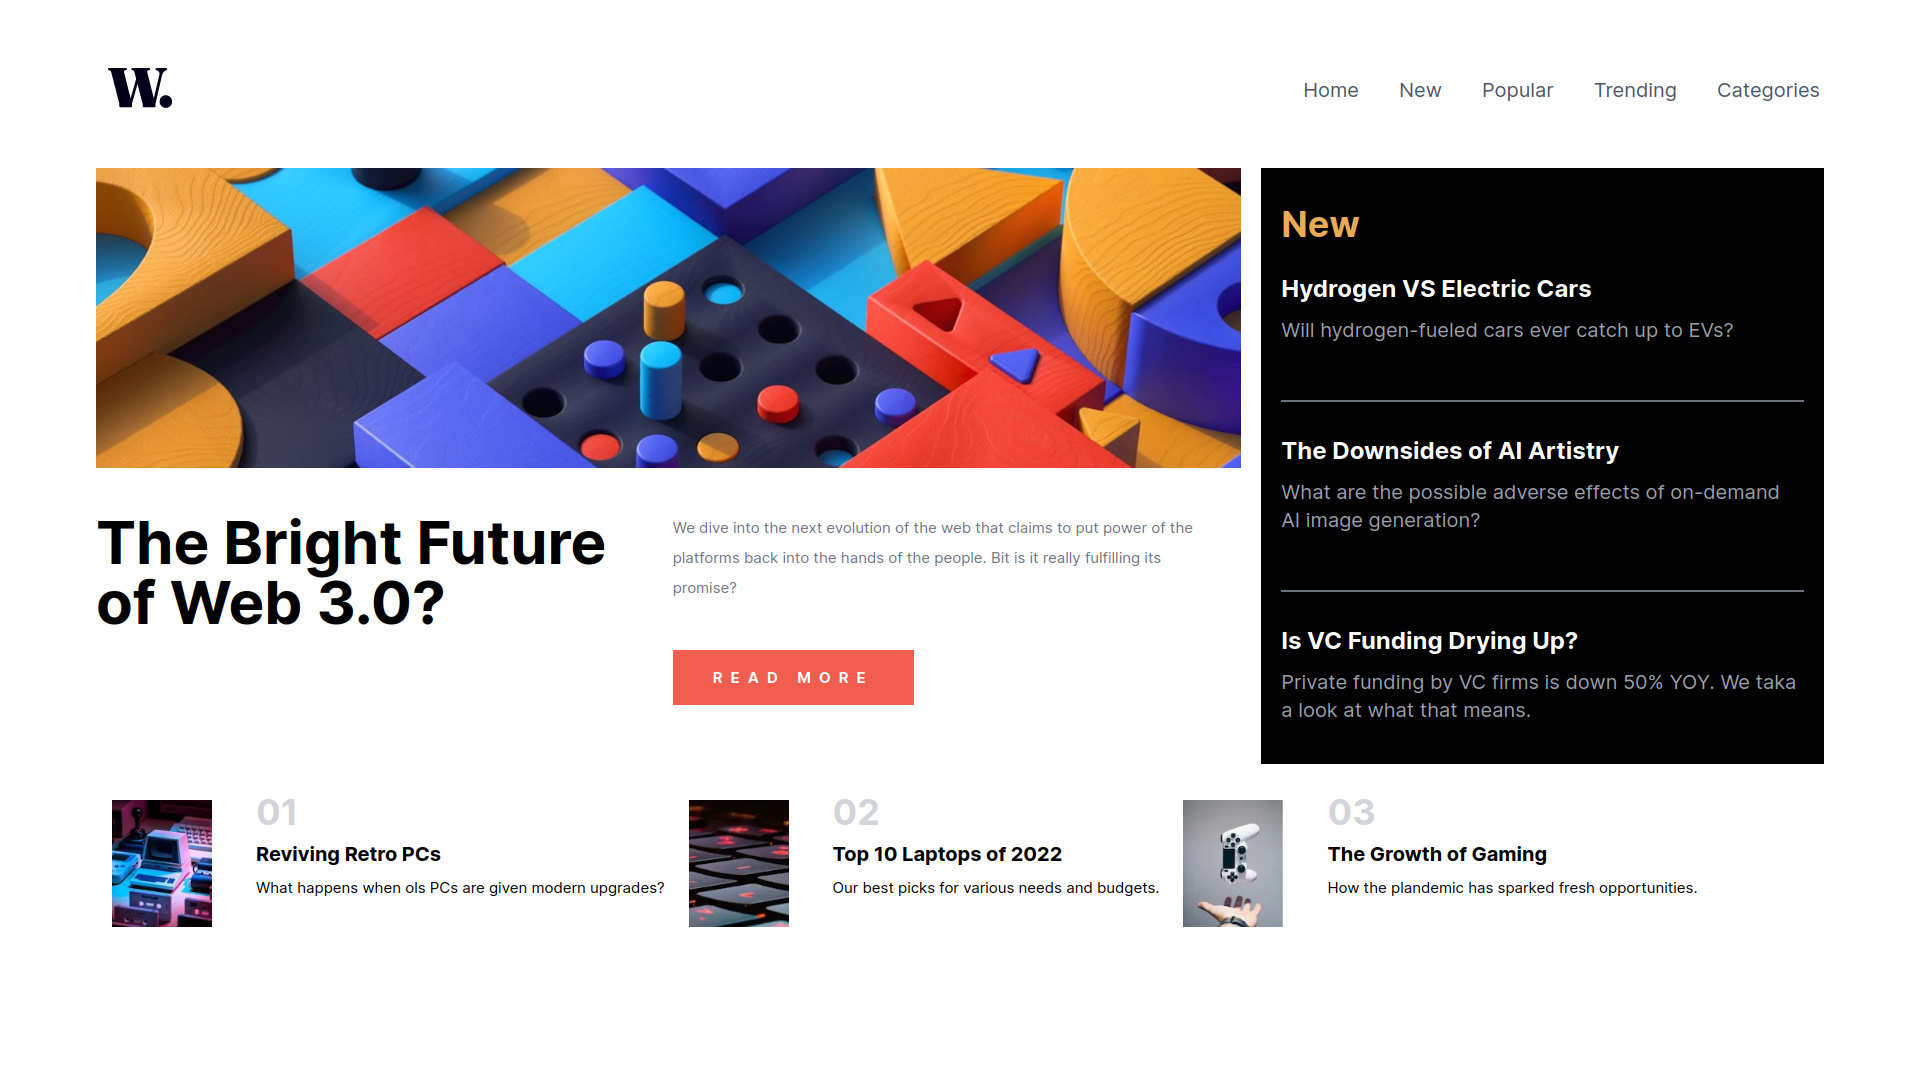 W.
Home New Popular Trending Categories
The Bright Future
of Web 3.0?
We dive into the next evolution of the web that claims to put power of the
platforms back into the hands of the people. Bit is it really fulfilling its
promise?
READ MORE
New
Hydrogen VS Electric Cars
Will hydrogen-fueled cars ever catch up to EVs?
The Downsides of AI Artistry
What are the possible adverse effects of on-demand
AI image generation?
Is VC Funding Drying Up?
Private funding by VC firms is down 50% YOY. We taka
a look at what that means.
01
Reviving Retro PCs
What happens when ols PCs are given modern upgrades?
02
Top 10 Laptops of 2022
Our best picks for various needs and budgets.
03
The Growth of Gaming
How the plandemic has sparked fresh opportunities.